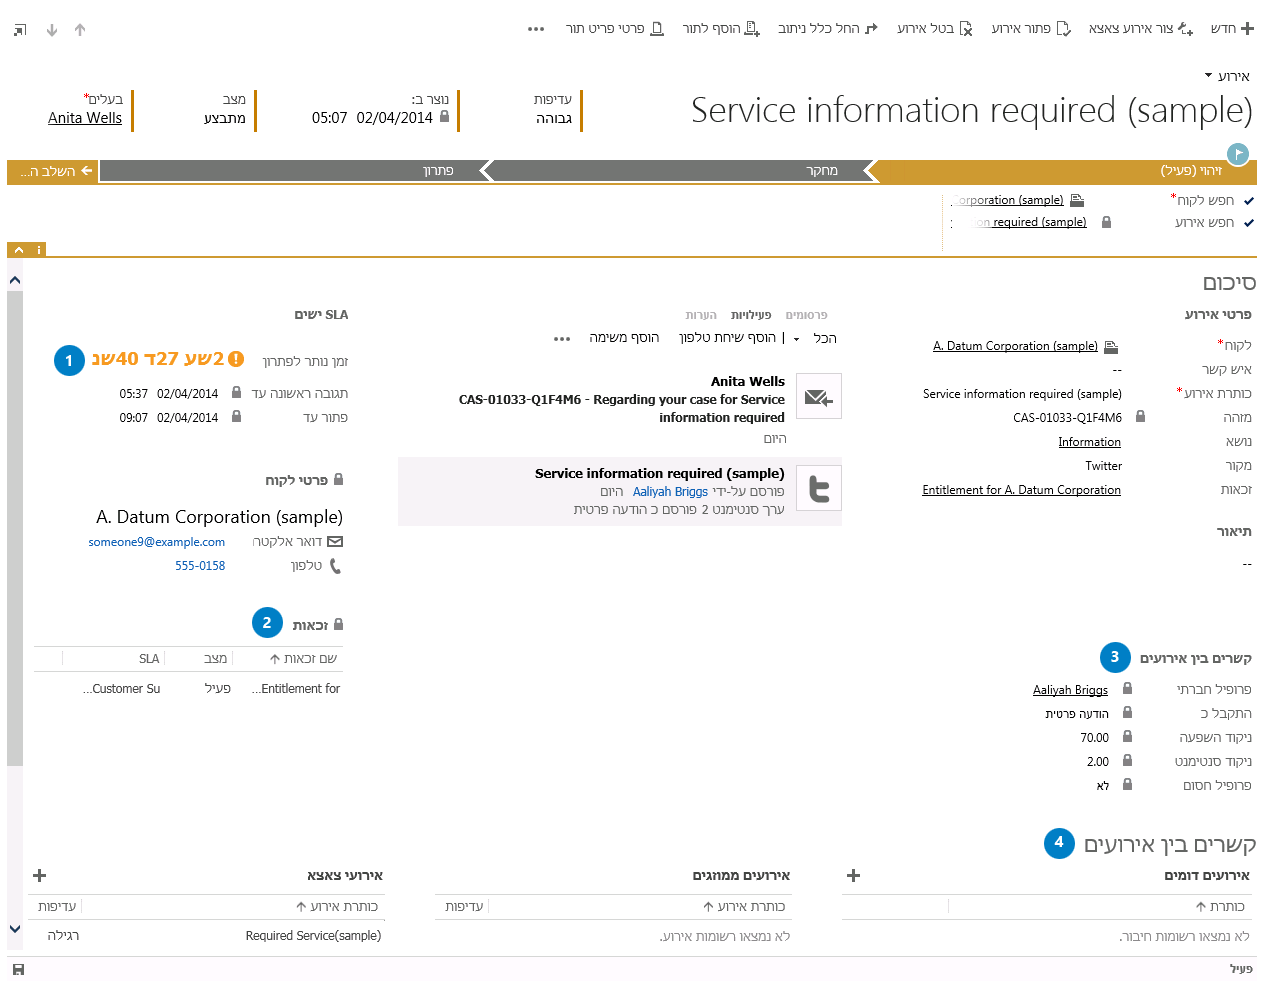 חדש
צור אירוע צאצא
פתור אירוע
בטל אירוע
החל כלל ניתוב
הוסף לתור
פרטי פריט תור
•••
אירוע
Service information required (sample)
עדיפות
גבוהה
נוצר ב:
02/04/2014 05:07
מצב
מתבצע
בעלים*
Anita Wells
זיהוי (פעיל)
מחקר
פתרון
השלב ה...
חפש לקוח*
Corporation (sample)
חפש אירוע
required (sample)
סיכום
פרטי אירוע
לקוח*
A. Datum Corporation (sample)
איש קשר
--
כותרת אירוע*
Service information required (sample)
מזהה
CAS-01033-Q1F4M6
נושא
Information
מקור
Twitter
זכאות
Entitlement for A. Datum Corporation
תיאור
--
3
קשרים בין אירועים
פרופיל חברתי
Aaliyah Briggs
התקבל כ
הודעה פרטית
ניקוד השפעה
70.00
ניקוד סנטימנט
2.00
פרופיל חסום
לא
פרסומים
פעילויות
הערות
הכל
הוסף שיחת טלפון
הוסף משימה
•••
Anita Wells
CAS-01033-Q1F4M6 - Regarding your case for Service
information required
היום
Service information required (sample)
פורסם על-ידי Aaliyah Briggs היום
ערך סנטימנט 2 פורסם כ הודעה פרטית
SLA ישים
זמן נותר לפתרון
2שע 27ד 40שנ
1
תגובה ראשונה עד
02/04/2014 05:37
פתור עד
02/04/2014 09:07
פרטי לקוח
A. Datum Corporation (sample)
דואר אלקטרו
someone9@example.com
טלפון
555-0158
זכאות
2
שם זכאות
מצב
SLA
Entitlement for...
פעיל
Customer Su...
קשרים בין אירועים
4
אירועים דומים
כותרת
לא נמצאו רשומות חיבור.
אירועים ממוזגים
כותרת אירוע
עדיפות
לא נמצאו רשומות אירוע.
אירועי צאצא
כותרת אירוע
עדיפות
Required Service(sample)
רגילה
פעיל